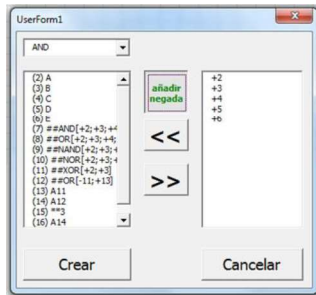 UserForm1
AND
(2) A
(3) B
(4) C
(5) D
(6) E
(7) ##AND[+2;+3;+4
(8) ##OR[+2;+3;+4;
(9) ##NAND[+2;+3;+
(10) ##NOR[+2;+3;+
(11) ##XOR[+2;+3]
(12) ##OR[-11;+13]
(13) A11
(14) A12
(15) **3
(16) A14
añadir
negada
<<
>>
+2
+3
+4
+5
+6
Crear
Cancelar